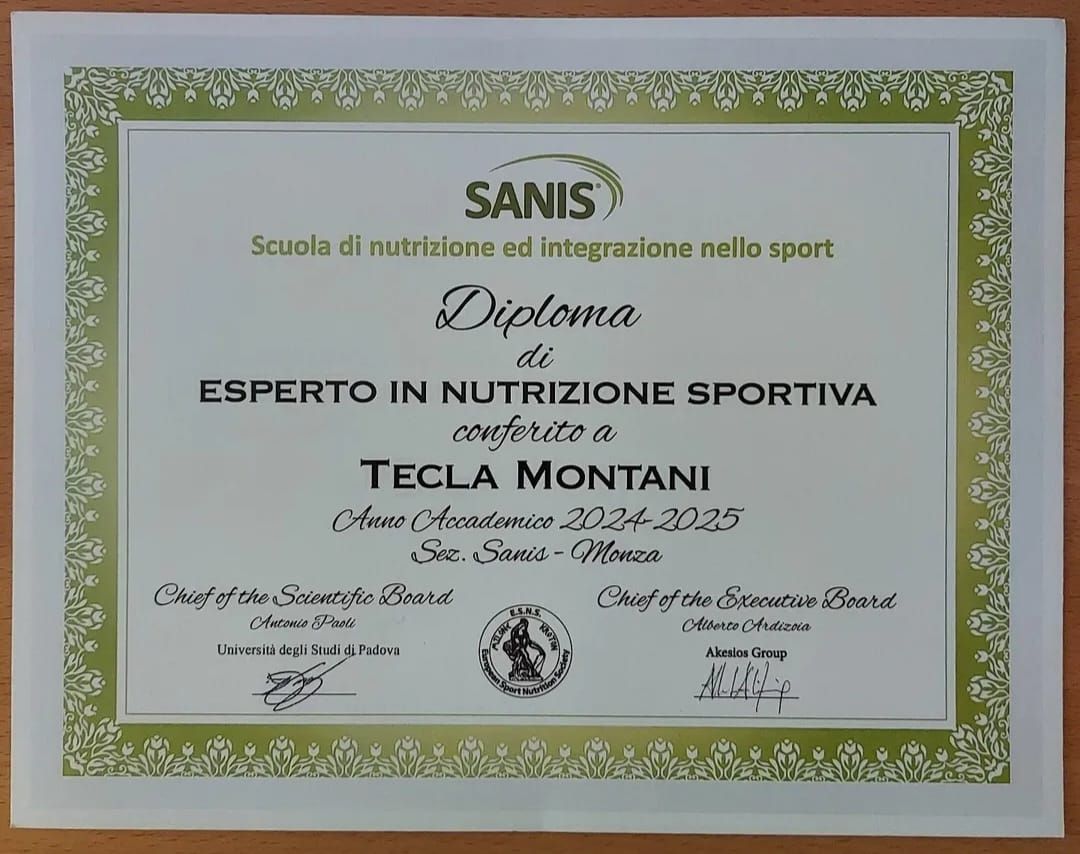 SANIS®
Scuola di nutrizione ed integrazione nello sport
Diploma
di
ESPERTO IN NUTRIZIONE SPORTIVA
conferito a
TECLA MONTANI
Anno Accademico 2024-2025
Sez. Sanis - Monza
Chief of the Scientific Board
Antonio Paoli
Università degli Studi di Padova
E.S.N.S.
MILONE KROTON
European Sport Nutrition Society
Chief of the Executive Board
Alberto Ardizoia
Akesios Group